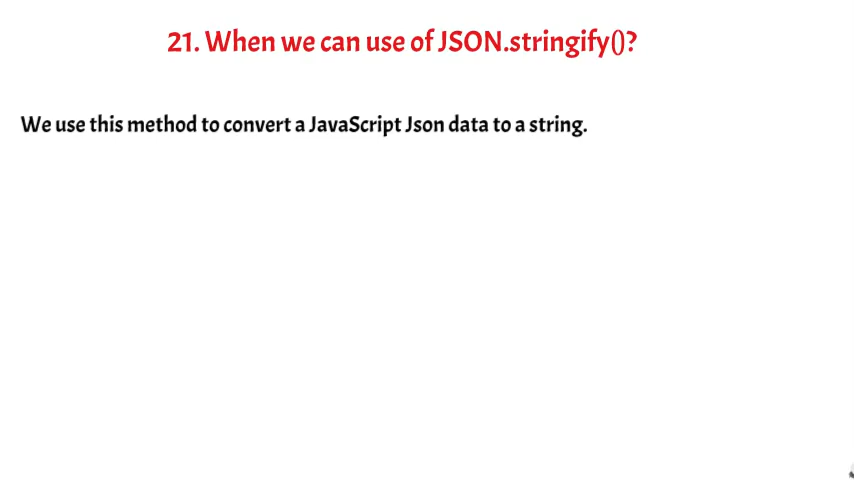 21. When we can use of JSON.stringify()?
We use this method to convert a JavaScript Json data to a string.